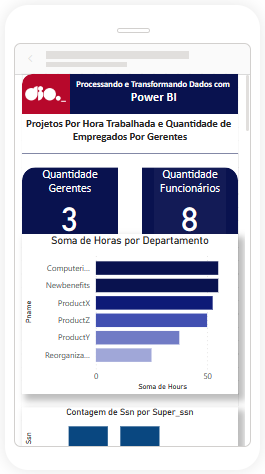 dio._
Processando e Transformando Dados com
Power BI
Projetos Por Hora Trabalhada e Quantidade de
Empregados Por Gerentes
Quantidade
Gerentes
3
Quantidade
Funcionários
8
Soma de Horas por Departamento
Pname
Computeri...
Newbenefits
ProductX
ProductZ
ProductY
Reorganiza...
0
50
Soma de Hours
Contagem de Ssn por Super_ssn
Ssn